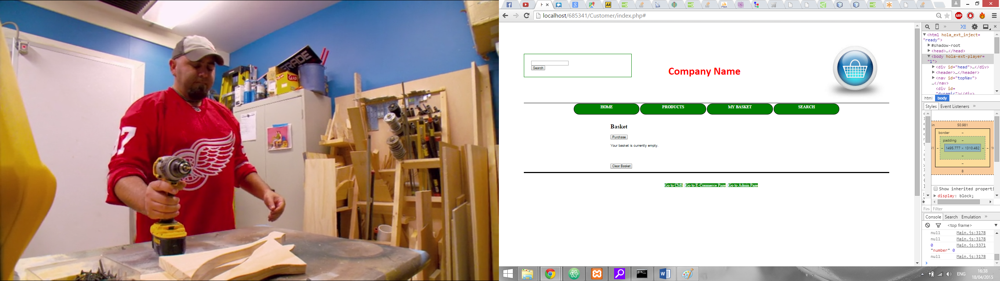 RADE
GLAD
7
localhost/685341/Customer/index.php#
Search
Company Name
HOME
PRODUCTS
MY BASKET
SEARCH
Basket
Purchase
Your basket is currently empty.
Clear Basket
Go to CMS | Go to E-Commerce Page | Go to Admin Page
ABP
AA
PMA
<html hola_ext_inject=
"ready">
#shadow-root
<head>…</head>
<body hola-ext-player=
"1">
<div id="head">…</div>
<header>…</header>
<nav id="topNav">
…</nav>
<div id=
"dynamic"></div>
html body
Styles Event Listeners »
50.981
border –
padding –
1495.777 × 1310.482
8
Show inherited properti
display: block;
Filter
Console Search Emulation »
<top frame>
null Main.js:3178
null Main.js:3178
0 Main.js:3371
"number" 0
null Main.js:3178
ENG
16:38
18/04/2015